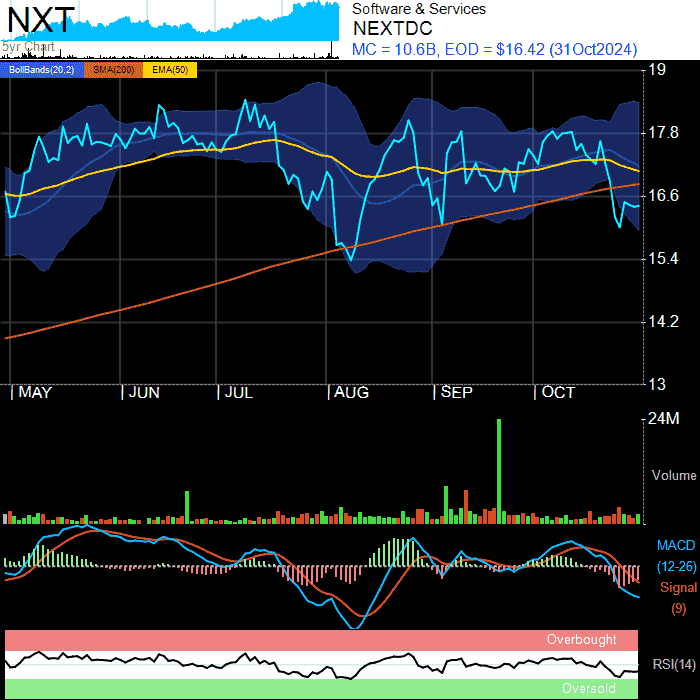 NXT
5yr Chart
Software & Services
NEXTDC
MC = 10.6B, EOD = $16.42 (31Oct2024)
BollBands(20,2) SMA(200) EMA(50)
19
17.8
16.6
15.4
14.2
13
MAY JUN JUL AUG SEP OCT
24M
Volume
MACD
(12-26)
Signal
(9)
Overbought
RSI(14)
Oversold